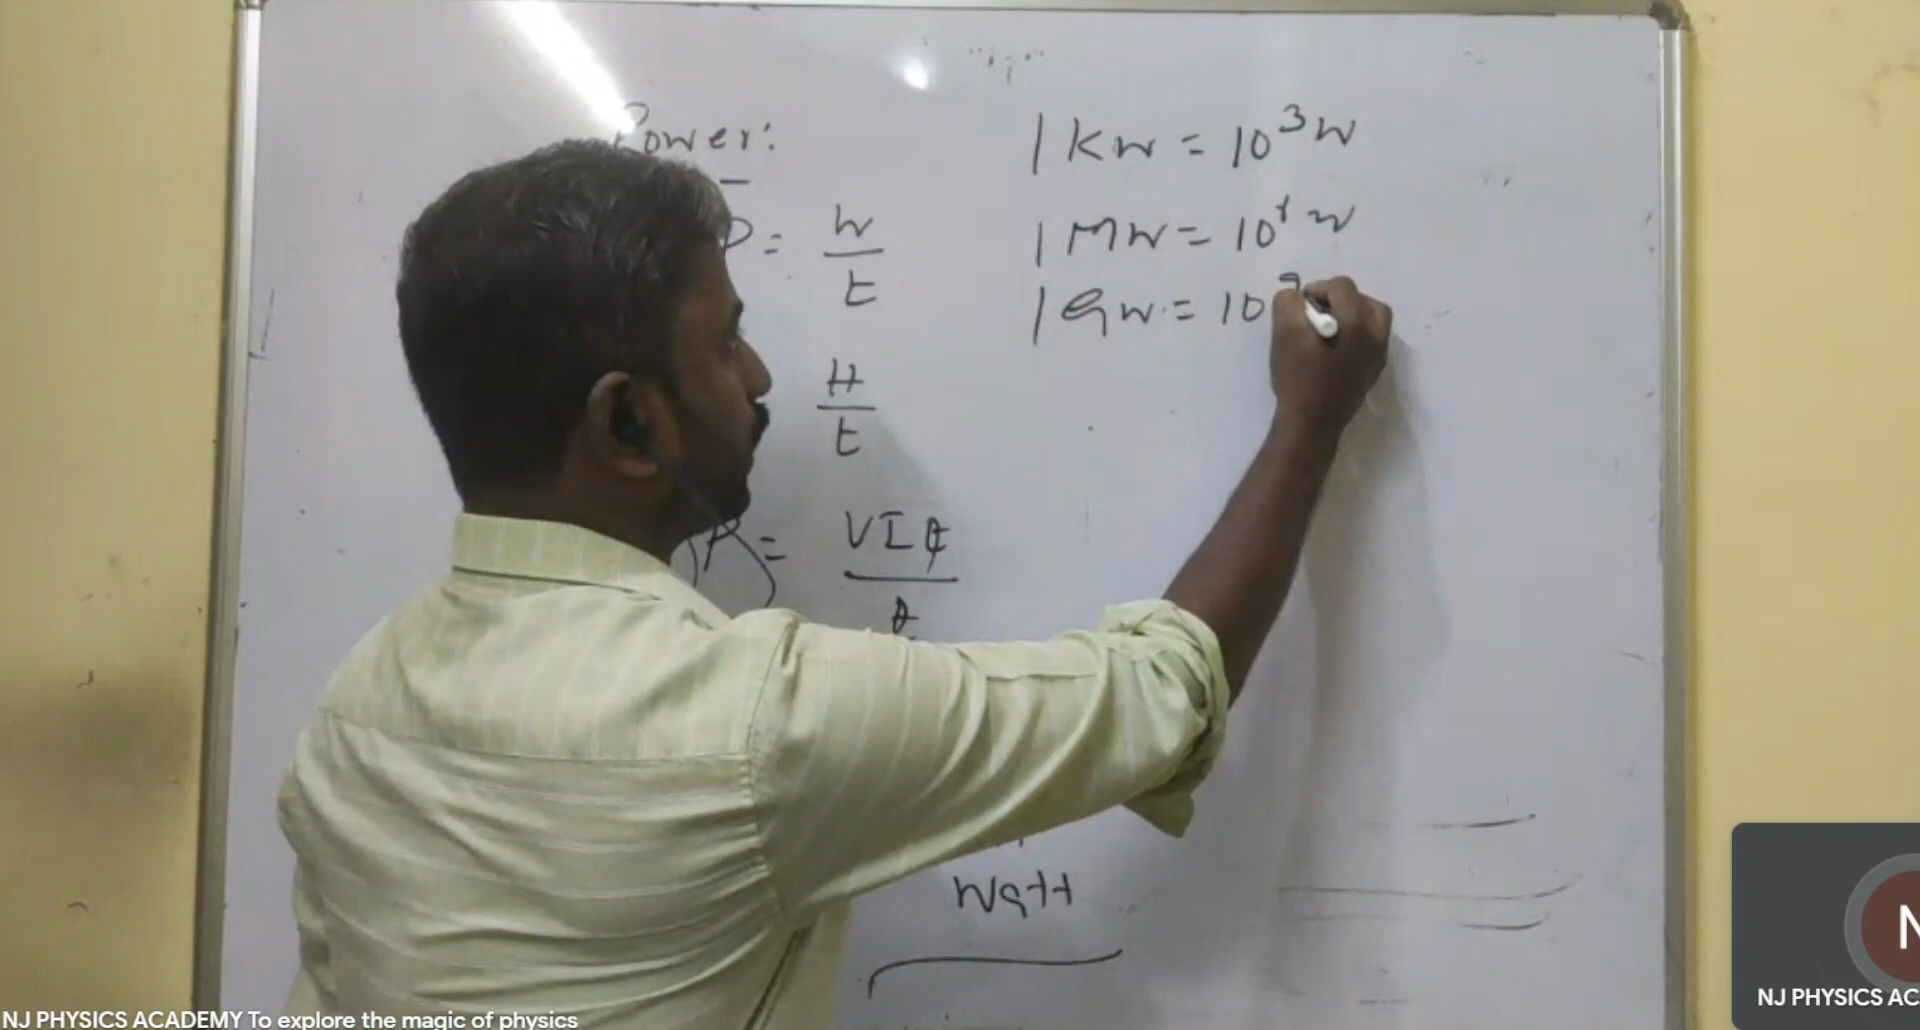 Power:
P = W/t
H/t
= VIt/t
Watt
1 KW = 10³ W
1 MW = 10⁶ W
1 GW = 10⁹
NJ PHYSICS ACADEMY To explore the magic of physics
N
NJ PHYSICS AC